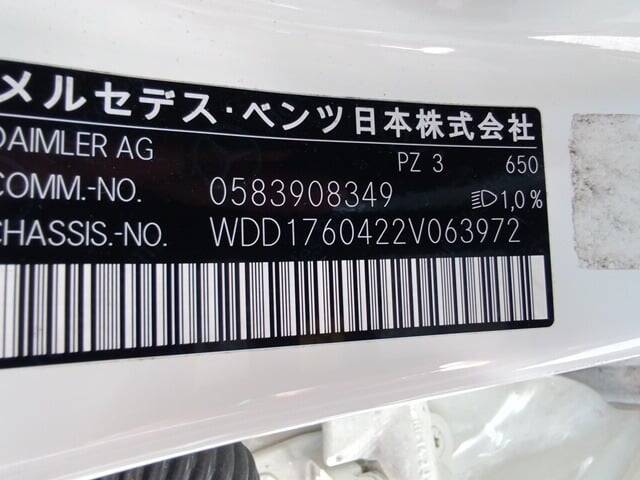 メルセデス・ベンツ日本株式会社
DAIMLER AG PZ 3 650
COMM.-NO. 0583908349 1,0 %
CHASSIS.-NO. WDD1760422V063972